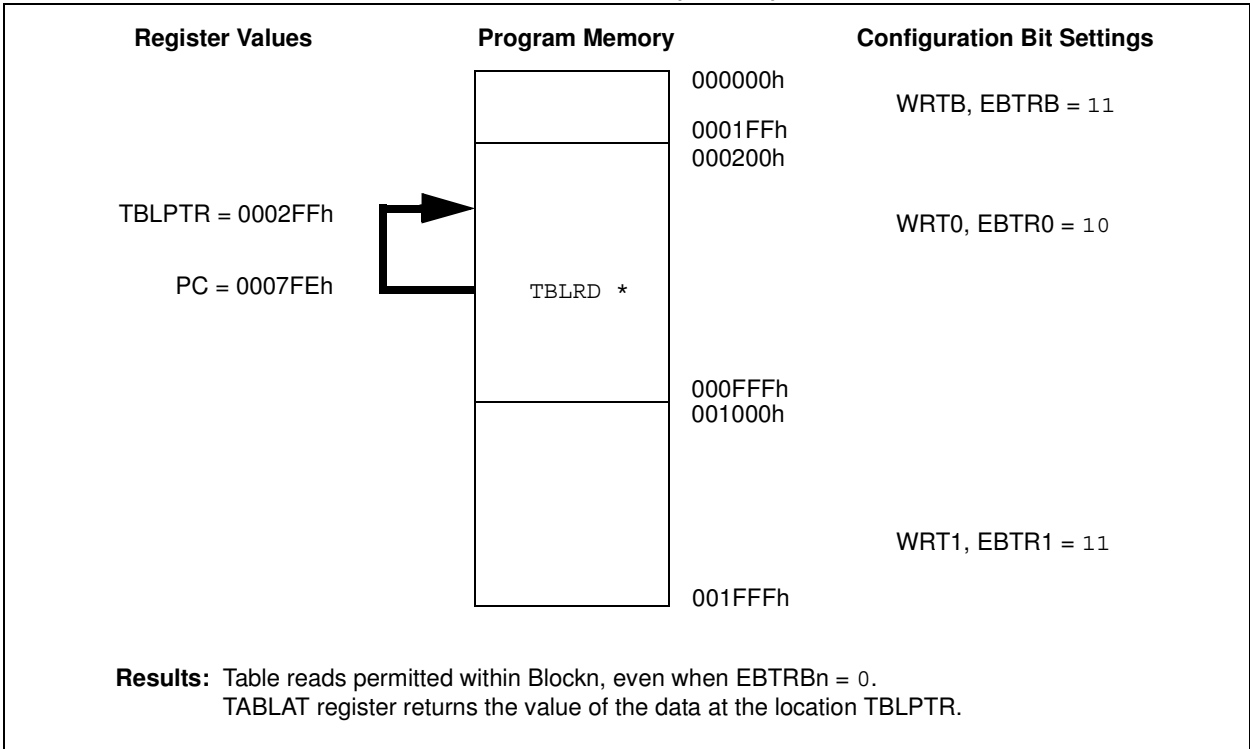 Register Values Program Memory Configuration Bit Settings
000000h
WRTB, EBTRB = 11
0001FFh
000200h
TBLPTR = 0002FFh
WRT0, EBTR0 = 10
PC = 0007FEh
TBLRD *
000FFFh
001000h
WRT1, EBTR1 = 11
001FFFh
Results: Table reads permitted within Blockn, even when EBTRBn = 0.
TABLAT register returns the value of the data at the location TBLPTR.